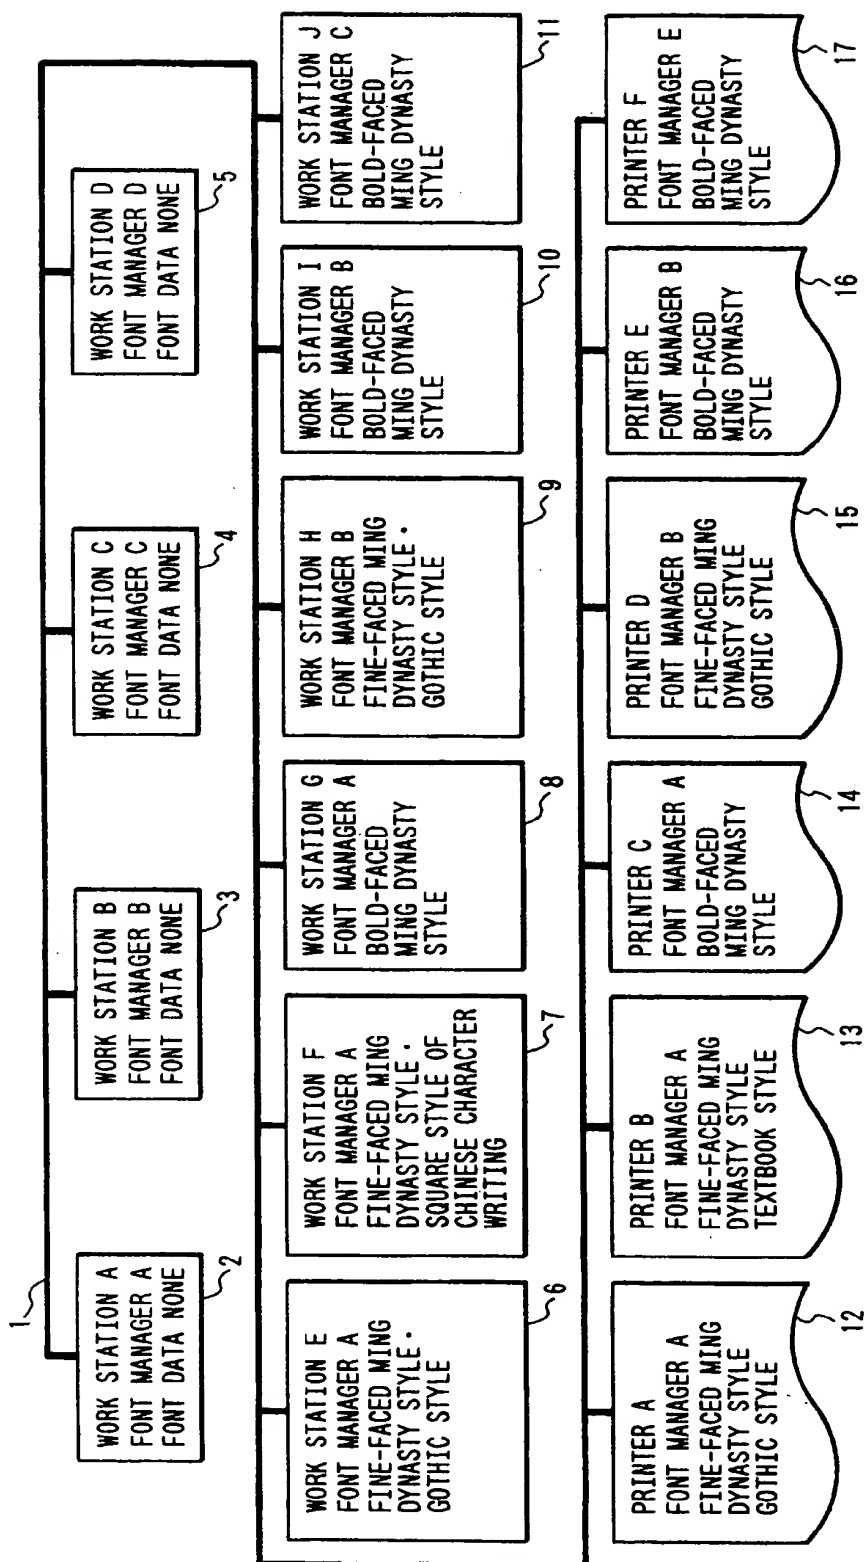 1
WORK STATION A
FONT MANAGER A
FONT DATA NONE
2
WORK STATION B
FONT MANAGER B
FONT DATA NONE
3
WORK STATION C
FONT MANAGER C
FONT DATA NONE
4
WORK STATION D
FONT MANAGER D
FONT DATA NONE
5
WORK STATION E
FONT MANAGER A
FINE-FACED MING
DYNASTY STYLE·
GOTHIC STYLE
6
WORK STATION F
FONT MANAGER A
FINE-FACED MING
DYNASTY STYLE·
SQUARE STYLE OF
CHINESE CHARACTER
WRITING
7
WORK STATION G
FONT MANAGER A
BOLD-FACED
MING DYNASTY
STYLE
8
WORK STATION H
FONT MANAGER B
FINE-FACED MING
DYNASTY STYLE·
GOTHIC STYLE
9
WORK STATION I
FONT MANAGER B
BOLD-FACED
MING DYNASTY
STYLE
10
WORK STATION J
FONT MANAGER C
BOLD-FACED
MING DYNASTY
STYLE
11
PRINTER A
FONT MANAGER A
FINE-FACED MING
DYNASTY STYLE
GOTHIC STYLE
12
PRINTER B
FONT MANAGER A
FINE-FACED MING
DYNASTY STYLE
TEXTBOOK STYLE
13
PRINTER C
FONT MANAGER A
BOLD-FACED
MING DYNASTY
STYLE
14
PRINTER D
FONT MANAGER B
FINE-FACED MING
DYNASTY STYLE
GOTHIC STYLE
15
PRINTER E
FONT MANAGER B
BOLD-FACED
MING DYNASTY
STYLE
16
PRINTER F
FONT MANAGER E
BOLD-FACED
MING DYNASTY
STYLE
17